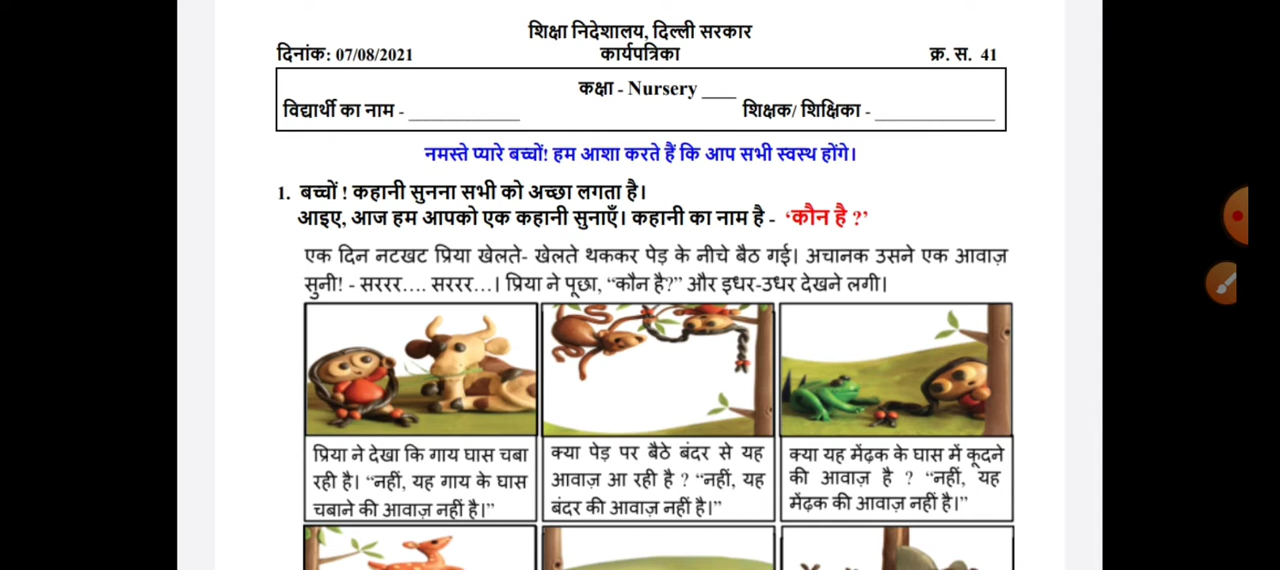 शिक्षा निदेशालय, दिल्ली सरकार
दिनांक: 07/08/2021 कार्यपत्रिका क्र. स. 41
कक्षा - Nursery ____
विद्यार्थी का नाम - _____________ शिक्षक/ शिक्षिका - ______________
नमस्ते प्यारे बच्चों! हम आशा करते हैं कि आप सभी स्वस्थ होंगे।
1. बच्चों ! कहानी सुनना सभी को अच्छा लगता है।
आइए, आज हम आपको एक कहानी सुनाएँ। कहानी का नाम है - ‘कौन है ?’
एक दिन नटखट प्रिया खेलते- खेलते थककर पेड़ के नीचे बैठ गई। अचानक उसने एक आवाज़
सुनी! - सररर…. सररर…। प्रिया ने पूछा, “कौन है?” और इधर-उधर देखने लगी।
प्रिया ने देखा कि गाय घास चबा
रही है। “नहीं, यह गाय के घास
चबाने की आवाज़ नहीं है।”
क्या पेड़ पर बैठे बंदर से यह
आवाज़ आ रही है ? “नहीं, यह
बंदर की आवाज़ नहीं है।”
क्या यह मेंढ़क के घास में कूदने
की आवाज़ है ? “नहीं, यह
मेंढ़क की आवाज़ नहीं है।”